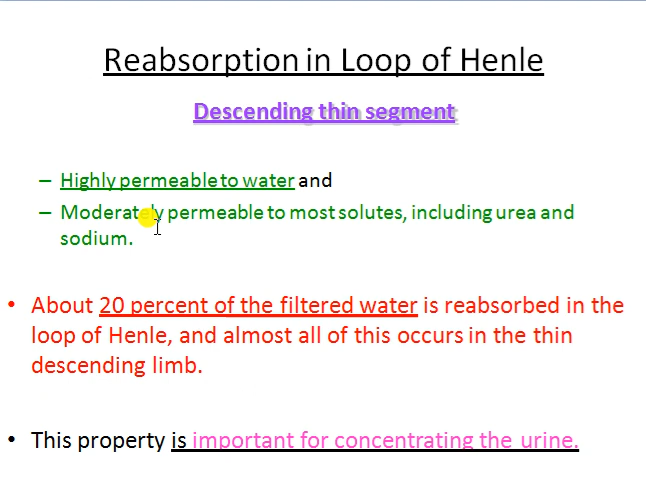 Reabsorption in Loop of Henle
Descending thin segment
– Highly permeable to water and
– Moderately permeable to most solutes, including urea and
sodium.
• About 20 percent of the filtered water is reabsorbed in the
loop of Henle, and almost all of this occurs in the thin
descending limb.
• This property is important for concentrating the urine.